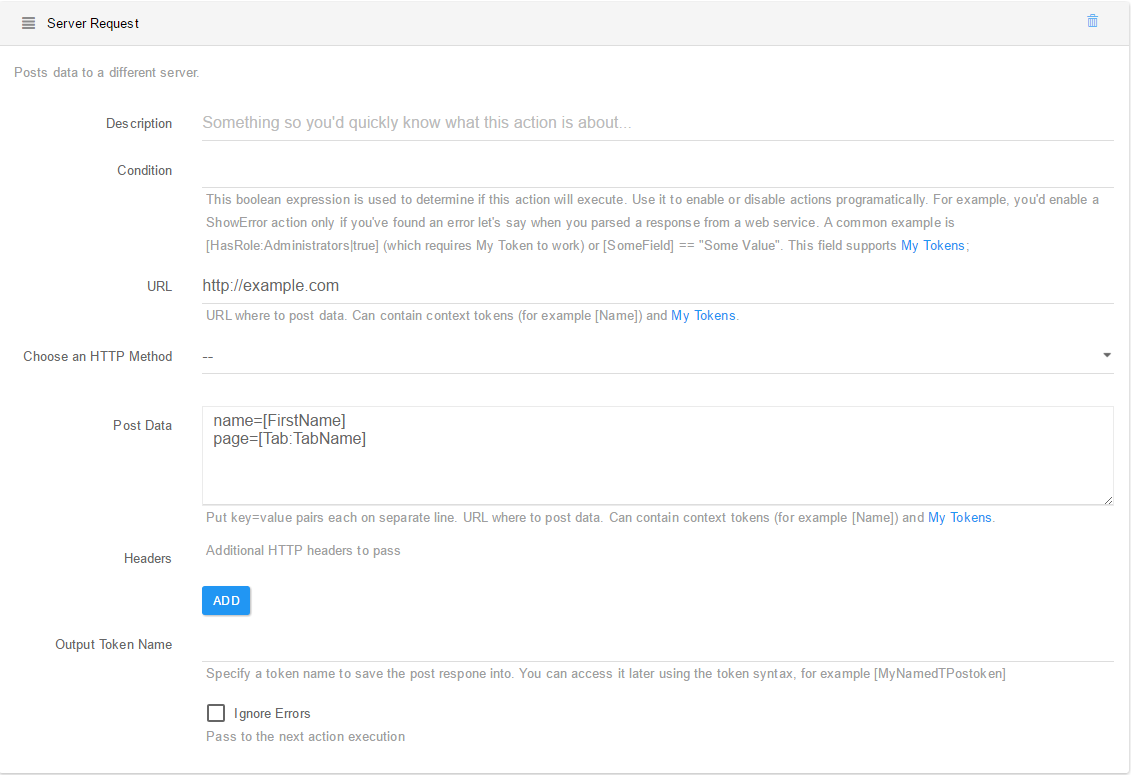 Server Request
Posts data to a different server.
Description
Something so you'd quickly know what this action is about...
Condition
This boolean expression is used to determine if this action will execute. Use it to enable or disable actions programatically. For example, you'd enable a
ShowError action only if you've found an error let's say when you parsed a response from a web service. A common example is
[HasRole:Administrators|true] (which requires My Token to work) or [SomeField] == "Some Value". This field supports My Tokens;
URL
http://example.com
URL where to post data. Can contain context tokens (for example [Name]) and My Tokens.
Choose an HTTP Method
--
Post Data
name=[FirstName]
page=[Tab:TabName]
Put key=value pairs each on separate line. URL where to post data. Can contain context tokens (for example [Name]) and My Tokens.
Headers
Additional HTTP headers to pass
ADD
Output Token Name
Specify a token name to save the post respone into. You can access it later using the token syntax, for example [MyNamedTPostoken]
Ignore Errors
Pass to the next action execution